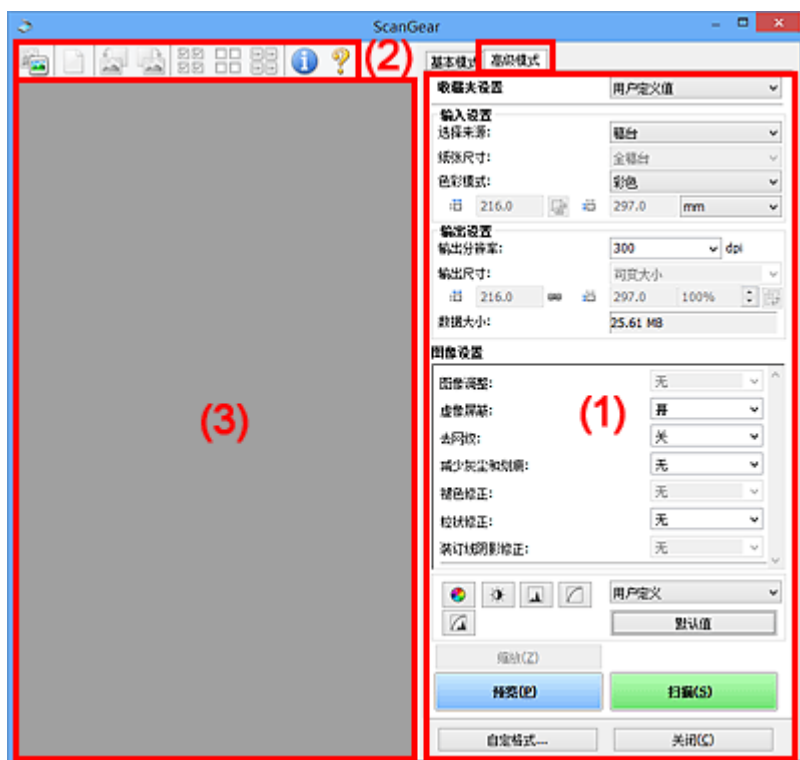 ScanGear
(2)
基本模式 高级模式
收藏夹设置 用户定义值
输入设置
选择来源: 稿台
纸张尺寸: 全稿台
色彩模式: 彩色
216.0 297.0 mm
输出设置
输出分辨率: 300 dpi
输出尺寸: 可变大小
216.0 297.0 100%
数据大小: 25.61 MB
图像设置
图像调整: 无
虚像屏蔽: 开
去网纹: 关
减少灰尘和划痕: 无
褪色修正: 无
粒状修正: 无
装订线阴影修正: 无
(1)
(3)
用户定义
默认值
缩放(Z)
预览(P) 扫描(S)
自定格式... 关闭(C)